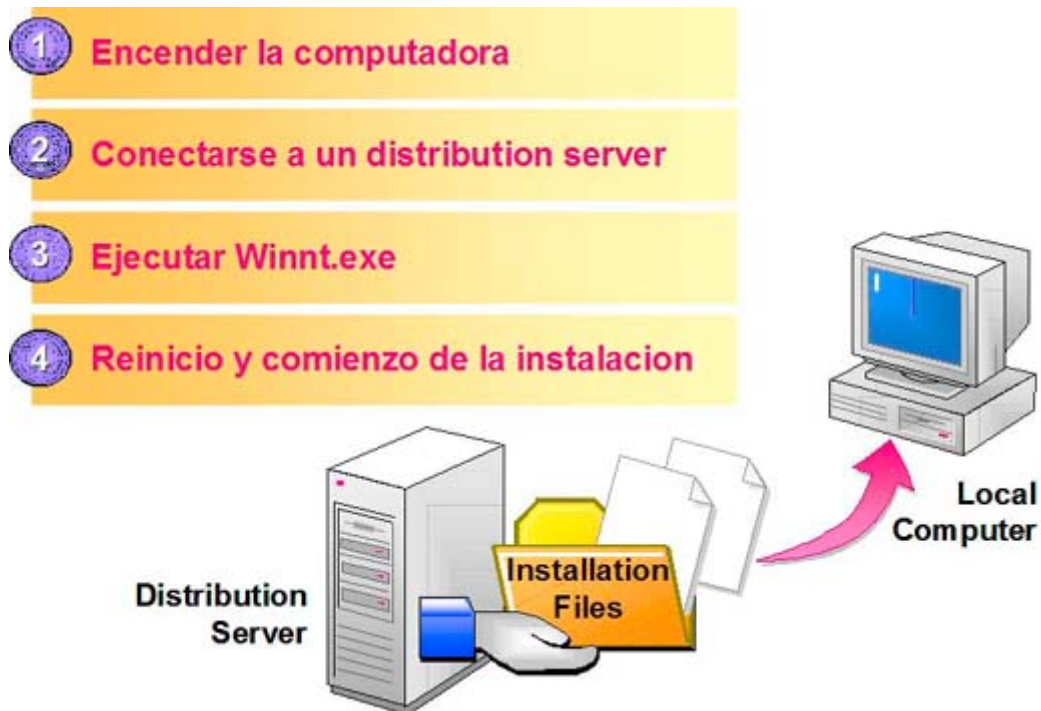 1 Encender la computadora
2 Conectarse a un distribution server
3 Ejecutar Winnt.exe
4 Reinicio y comienzo de la instalacion
Local
Computer
Installation
Files
Distribution
Server